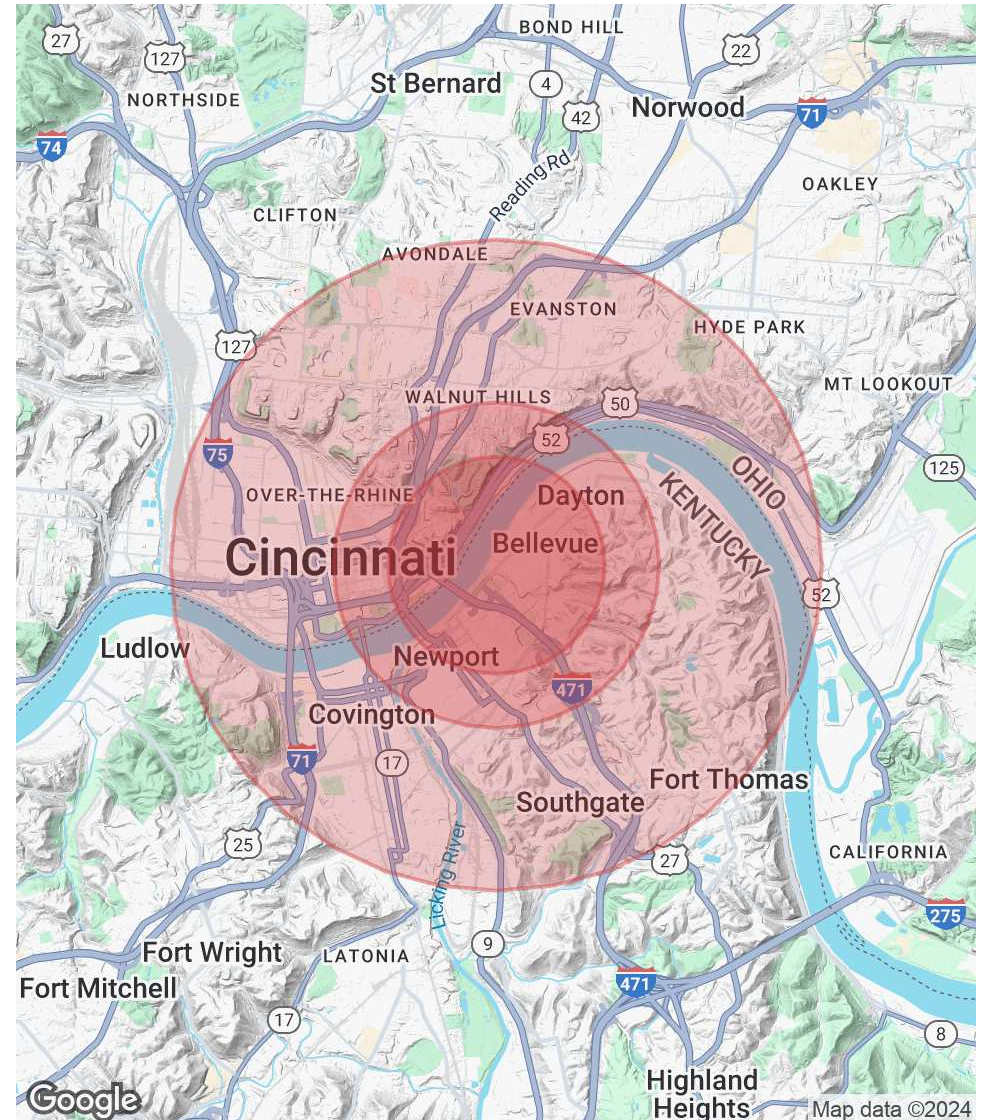 BOND HILL
27
127
22
St Bernard
4
NORTHSIDE
Norwood
42
71
74
Reading Rd
OAKLEY
CLIFTON
AVONDALE
EVANSTON
HYDE PARK
127
MT LOOKOUT
WALNUT HILLS
50
52
75
125
OHIO
OVER-THE-RHINE
Dayton
KENTUCKY
Bellevue
Cincinnati
52
Ludlow
Newport
471
Covington
71
17
Fort Thomas
Southgate
25
CALIFORNIA
27
Licking River
275
9
Fort Wright
LATONIA
471
Fort Mitchell
17
8
Highland
Heights
Google
Map data ©2024